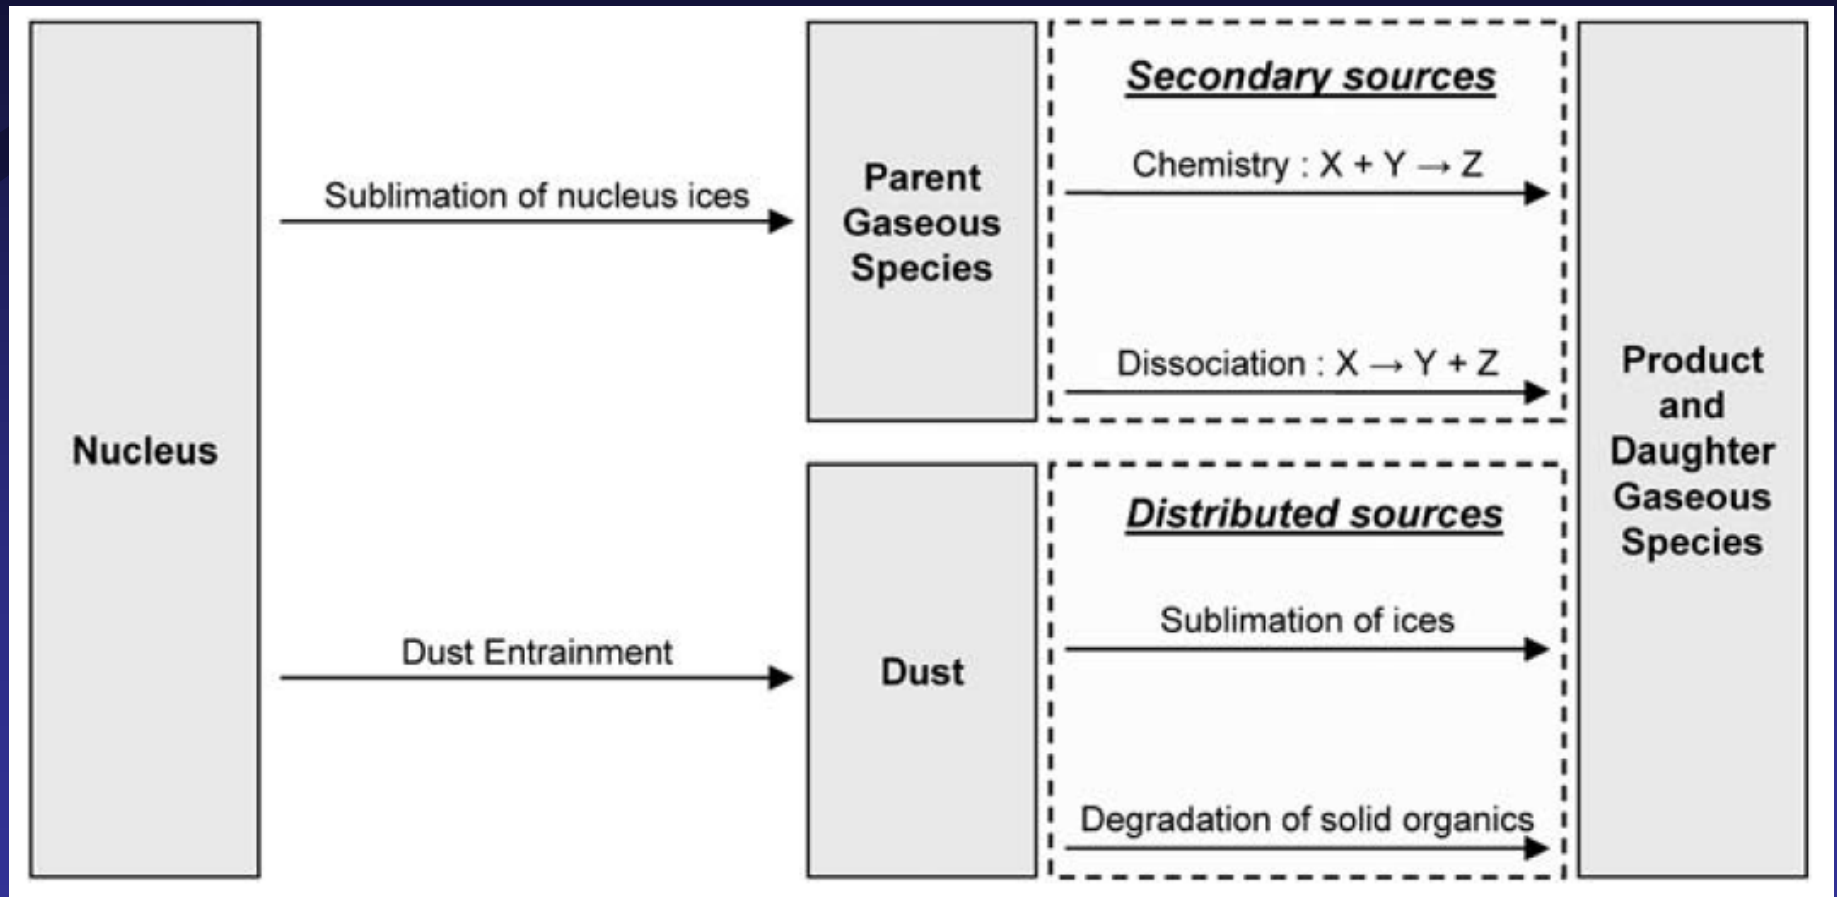 Nucleus
Sublimation of nucleus ices
Dust Entrainment
Parent
Gaseous
Species
Dust
Secondary sources
Chemistry : X + Y → Z
Dissociation : X → Y + Z
Distributed sources
Sublimation of ices
Degradation of solid organics
Product
and
Daughter
Gaseous
Species